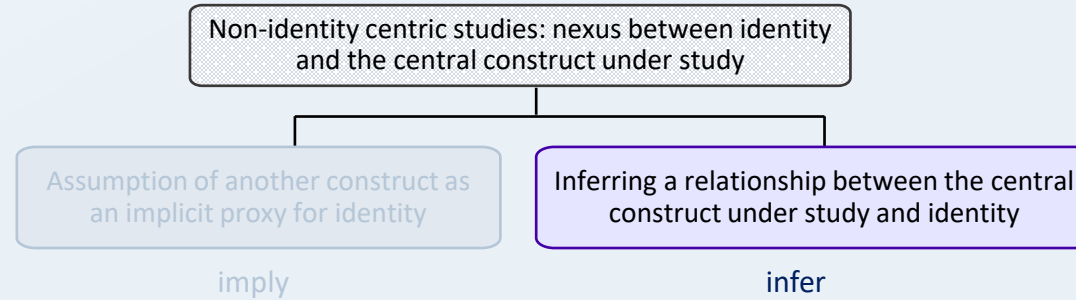 Non-identity centric studies: nexus between identity
and the central construct under study
Assumption of another construct as
an implicit proxy for identity
Inferring a relationship between the central
construct under study and identity
imply
infer